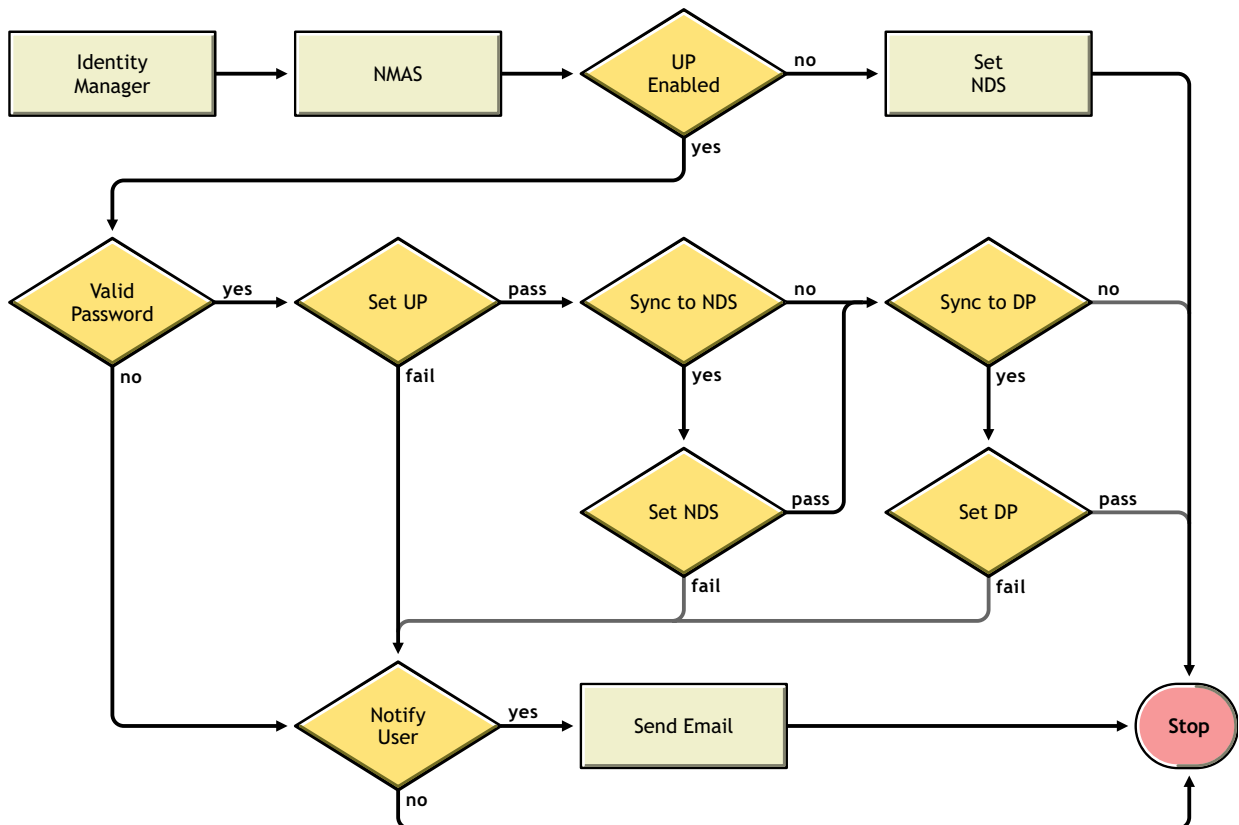 Identity
Manager
NMAS
UP
Enabled
no
Set
NDS
yes
Valid
Password
yes
Set UP
pass
Sync to NDS
no
Sync to DP
no
no
fail
yes
yes
Set NDS
pass
Set DP
pass
fail
fail
Notify
User
yes
Send Email
Stop
no